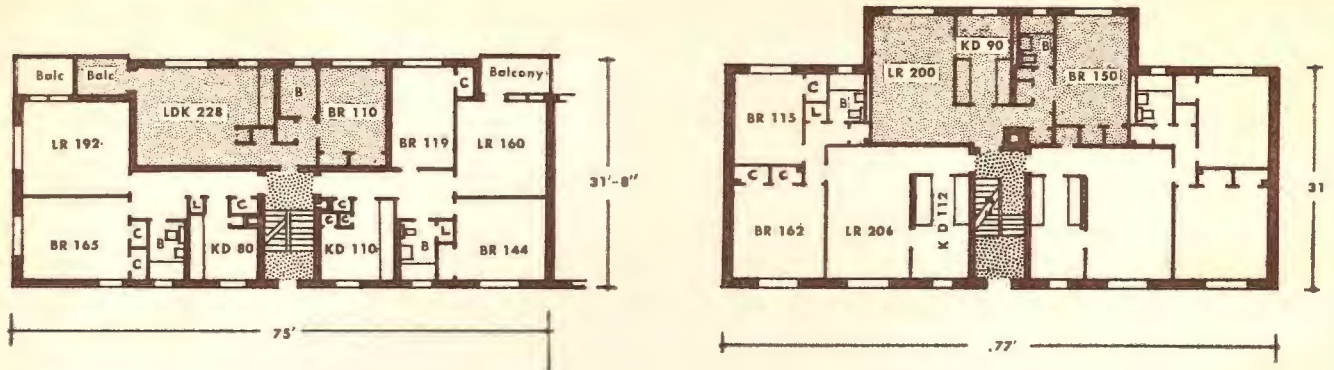 Balc Balc LDK 228 B BR 110 C Balcony
LR 192 BR 119 LR 160
31'-8"
L C C
BR 165 C B KD 80 C KD 110 B L BR 144
C
75'
LR 200 KD 90 B BR 150
BR 115 C B
L
31
C C
BR 162 LR 206 KD 112
77'